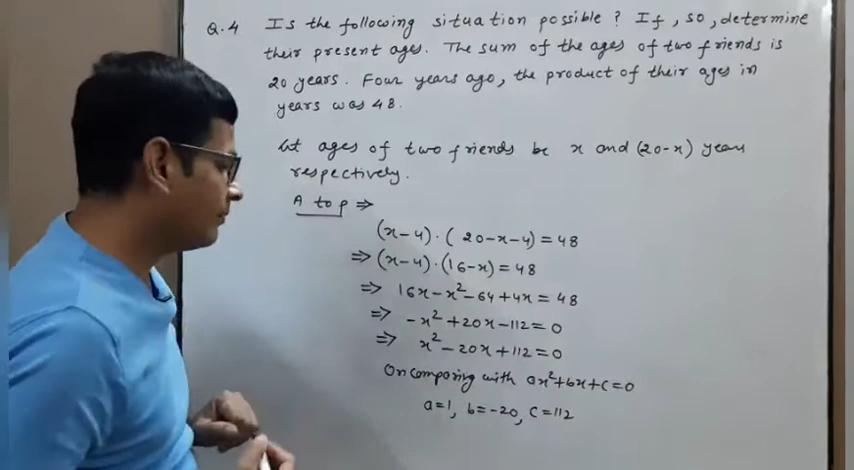 Q.4 Is the following situation possible? If, so, determine
their present ages. The sum of the ages of two friends is
20 years. Four years ago, the product of their ages in
years was 48.
Let ages of two friends be x and (20-x) years
respectively.
A to P ⇒
(x-4).(20-x-4)=48
⇒ (x-4).(16-x)=48
⇒ 16x-x²-64+4x=48
⇒ -x²+20x-112=0
⇒ x²-20x+112=0
On comparing with ax²+bx+c=0
a=1, b=-20, c=112